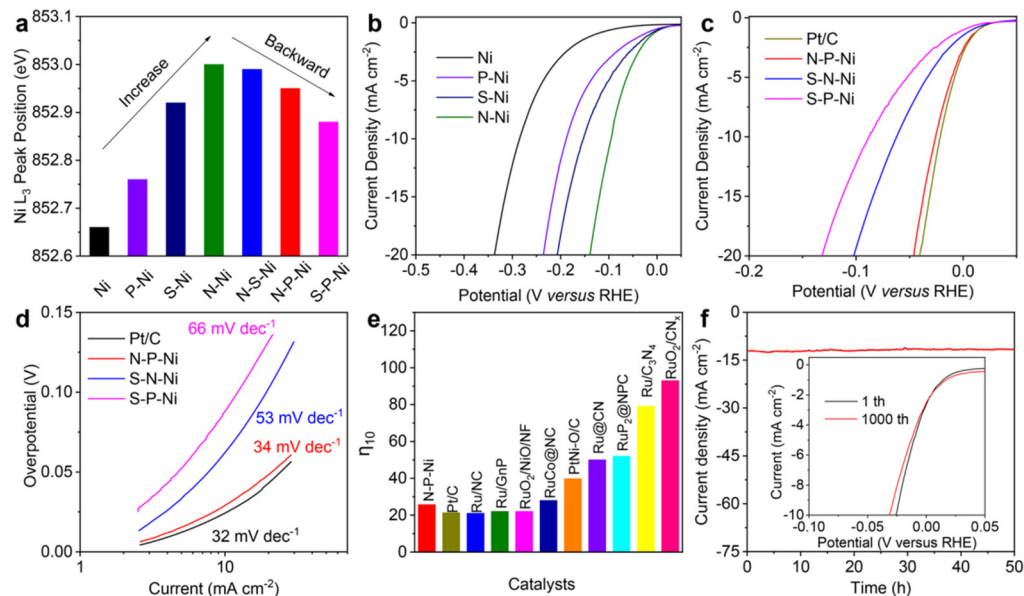 a
853.1
853.0
852.9
852.8
852.7
852.6
Ni L₃ Peak Position (eV)
Increase
Backward
Ni
P-Ni
S-Ni
N-Ni
N-S-Ni
N-P-Ni
S-P-Ni
b
0
-5
-10
-15
-20
Current Density (mA cm⁻²)
Ni
P-Ni
S-Ni
N-Ni
-0.5 -0.4 -0.3 -0.2 -0.1 0.0
Potential (V versus RHE)
c
0
-5
-10
-15
-20
Current Density (mA cm⁻²)
Pt/C
N-P-Ni
S-N-Ni
S-P-Ni
-0.2 -0.1 0.0
Potential (V versus RHE)
d
0.15
0.10
0.05
0.00
Overpotential (V)
Pt/C
N-P-Ni
S-N-Ni
S-P-Ni
66 mV dec⁻¹
53 mV dec⁻¹
34 mV dec⁻¹
32 mV dec⁻¹
1 10
Current (mA cm⁻²)
e
120
100
80
60
40
20
0
η₁₀
N-P-Ni
Pt/C
Ru/NC
Ru/GnP
RuO₂/NiO/NF
RuCo@NC
PtNi-O/C
Ru@CN
RuP₂@NPC
Ru/C₃N₄
RuO₂/CNₓ
Catalysts
f
0
-15
-30
-45
-60
-75
Current density (mA cm⁻²)
0
-2
-4
-6
-8
-10
Current (mA cm⁻²)
1 th
1000 th
-0.10 -0.05 0.00 0.05
Potential (V versus RHE)
0 10 20 30 40 50
Time (h)